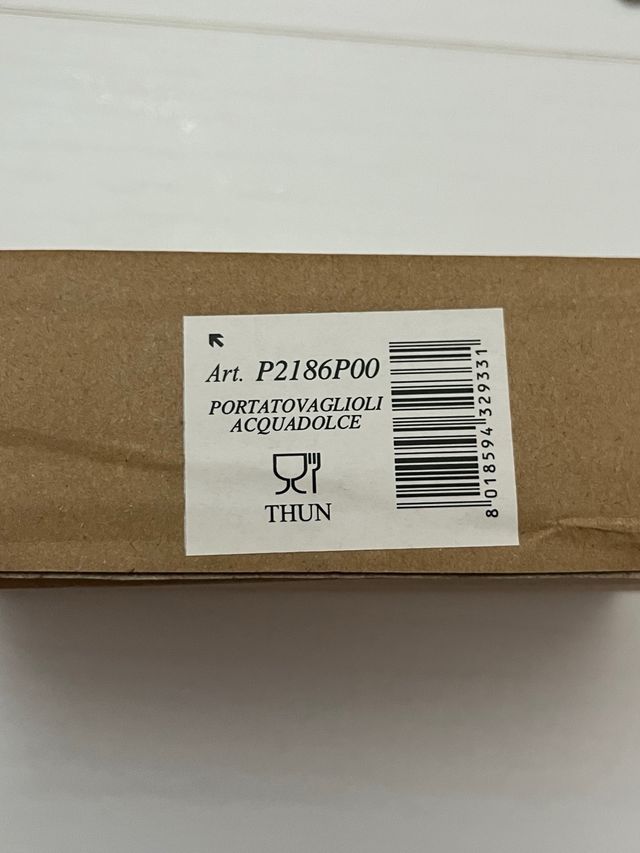 Art. P2186P00
PORTATOVAGLIOLI
ACQUADOLCE
THUN
8 018594 329331